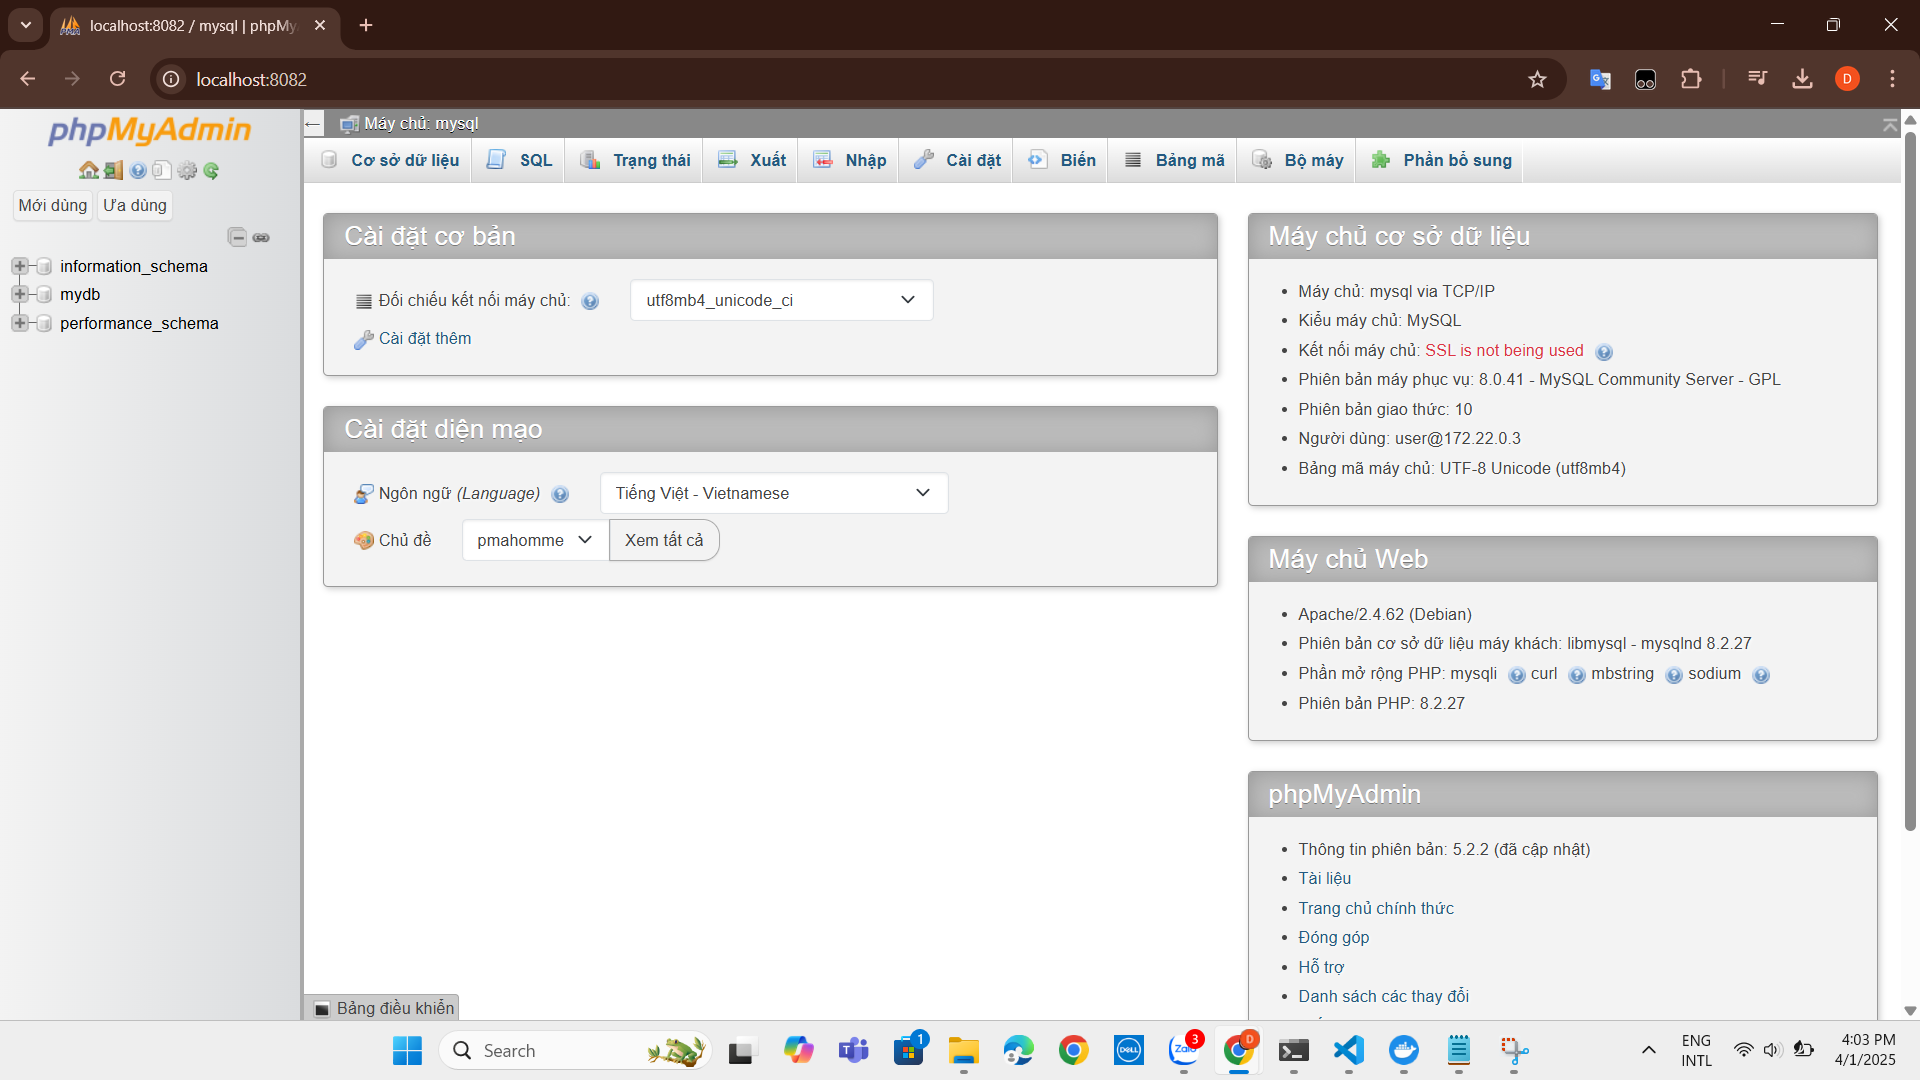 localhost:8082 / mysql | phpMy
localhost:8082
D
phpMyAdmin
Mới dùng
Ưa dùng
information_schema
mydb
performance_schema
Máy chủ: mysql
Cơ sở dữ liệu
SQL
Trạng thái
Xuất
Nhập
Cài đặt
Biến
Bảng mã
Bộ máy
Phần bổ sung
Cài đặt cơ bản
Đối chiếu kết nối máy chủ:
utf8mb4_unicode_ci
Cài đặt thêm
Cài đặt diện mạo
Ngôn ngữ (Language)
Tiếng Việt - Vietnamese
Chủ đề
pmahomme
Xem tất cả
Máy chủ cơ sở dữ liệu
Máy chủ: mysql via TCP/IP
Kiểu máy chủ: MySQL
Kết nối máy chủ: SSL is not being used
Phiên bản máy phục vụ: 8.0.41 - MySQL Community Server - GPL
Phiên bản giao thức: 10
Người dùng: user@172.22.0.3
Bảng mã máy chủ: UTF-8 Unicode (utf8mb4)
Máy chủ Web
Apache/2.4.62 (Debian)
Phiên bản cơ sở dữ liệu máy khách: libmysql - mysqlnd 8.2.27
Phần mở rộng PHP: mysqli curl mbstring sodium
Phiên bản PHP: 8.2.27
phpMyAdmin
Thông tin phiên bản: 5.2.2 (đã cập nhật)
Tài liệu
Trang chủ chính thức
Đóng góp
Hỗ trợ
Danh sách các thay đổi
Bảng điều khiển
Search
1
DELL
Zalo
3
D
ENG
INTL
4:03 PM
4/1/2025